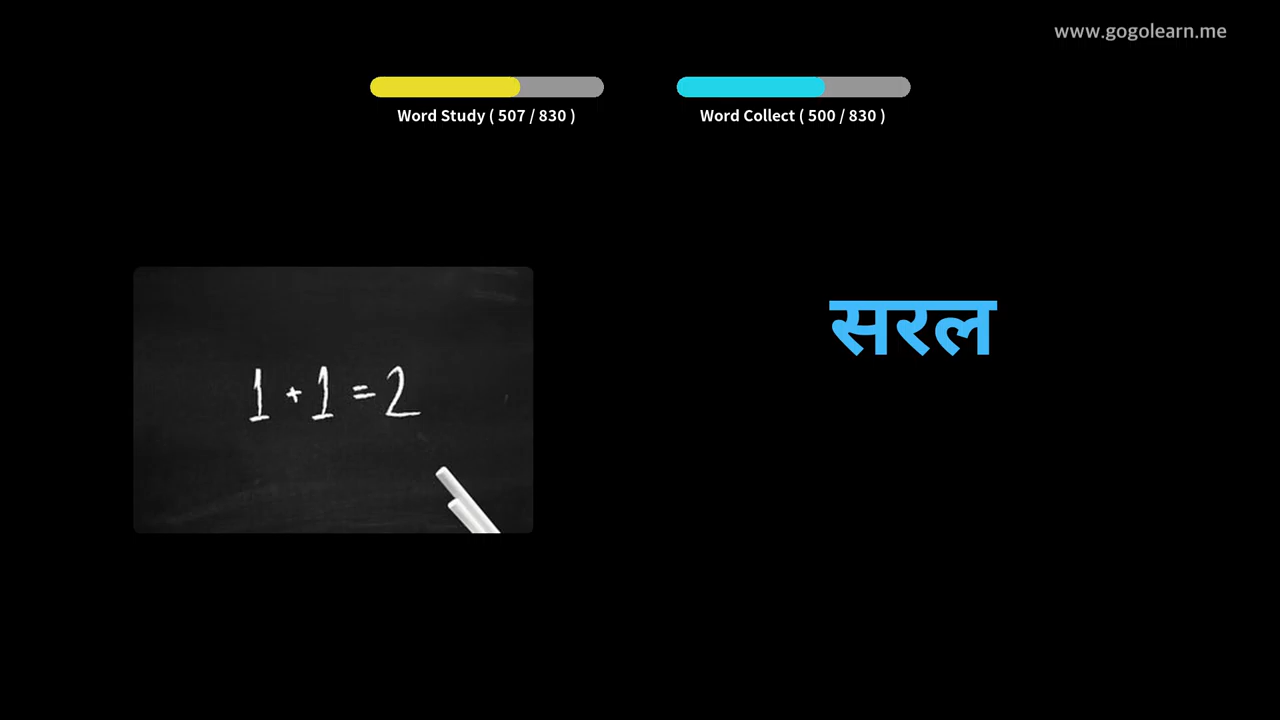 www.gogolearn.me
Word Study ( 507 / 830 )
Word Collect ( 500 / 830 )
सरल
1 + 1 = 2